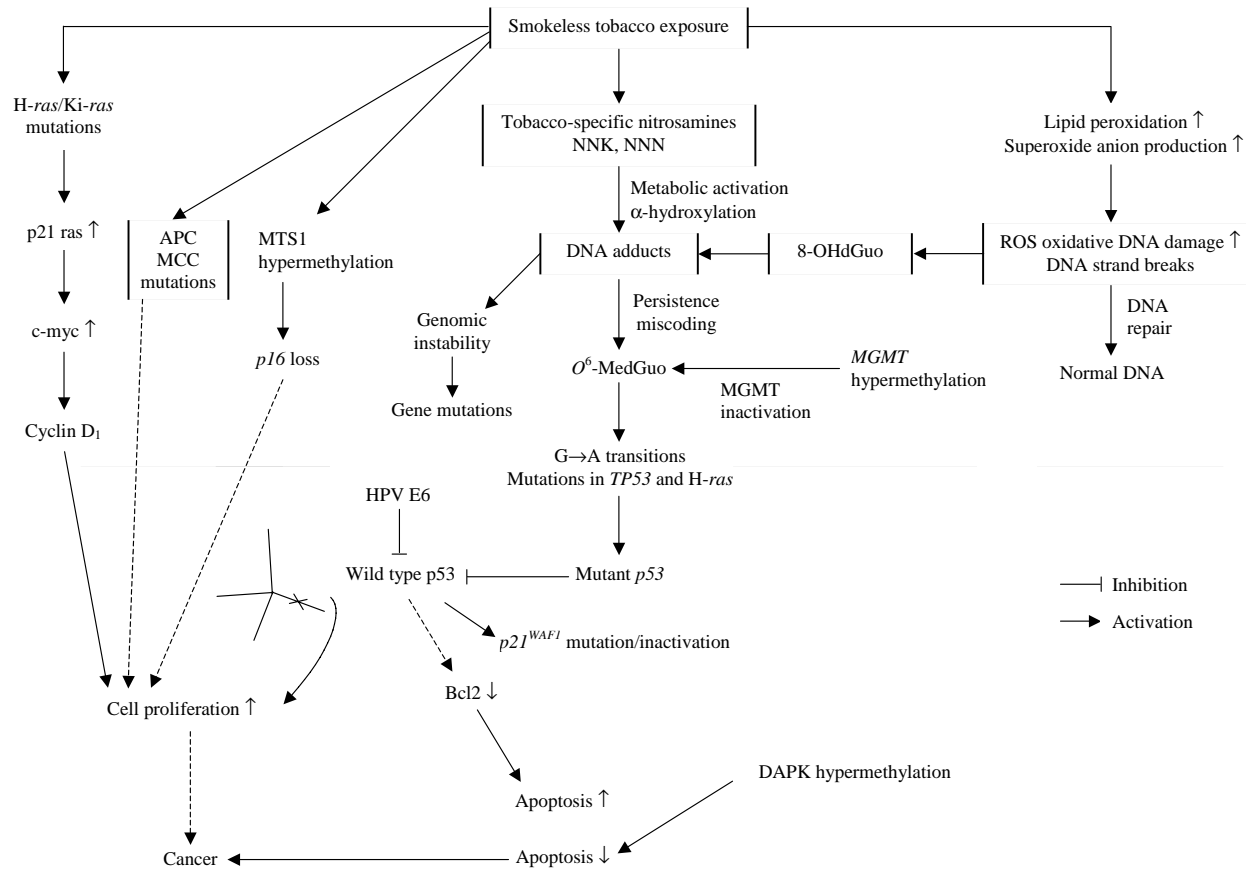 Smokeless tobacco exposure
H-ras/Ki-ras
mutations
Tobacco-specific nitrosamines
NNK, NNN
Lipid peroxidation ↑
Superoxide anion production ↑
Metabolic activation
α-hydroxylation
p21 ras ↑
APC
MCC
mutations
MTS1
hypermethylation
DNA adducts
8-OHdGuo
ROS oxidative DNA damage ↑
DNA strand breaks
c-myc ↑
Genomic
instability
Persistence
miscoding
DNA
repair
p16 loss
O⁶-MedGuo
MGMT
hypermethylation
MGMT
inactivation
Normal DNA
Gene mutations
Cyclin D₁
G→A transitions
Mutations in TP53 and H-ras
HPV E6
Wild type p53
Mutant p53
Inhibition
Activation
p21^WAF1 mutation/inactivation
Bcl2 ↓
Cell proliferation ↑
DAPK hypermethylation
Apoptosis ↑
Cancer
Apoptosis ↓